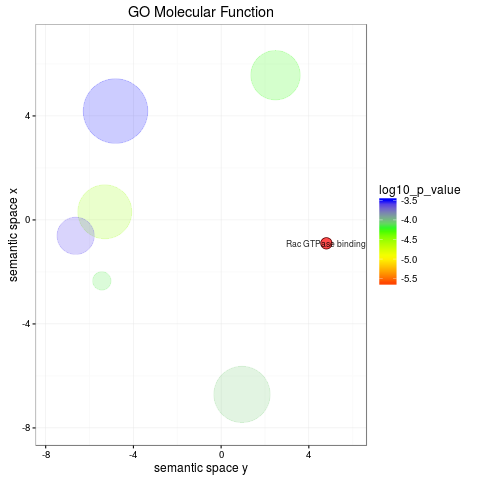 GO Molecular Function
semantic space x
4
0
-4
-8
-8
-4
0
4
semantic space y
Rac GTPase binding
log10_p_value
-3.5
-4.0
-4.5
-5.0
-5.5